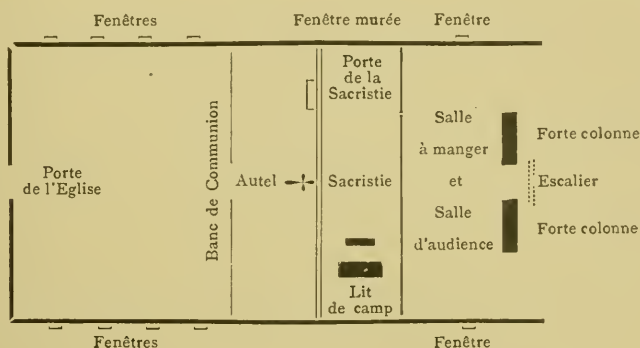 Fenêtres
Fenêtre murée
Fenêtre
Porte
de la
Sacristie
Porte
de l'Eglise
Banc de Communion
Autel
Sacristie
Salle
à manger
et
Salle
d'audience
Forte colonne
Escalier
Forte colonne
Lit
de camp
Fenêtres
Fenêtre